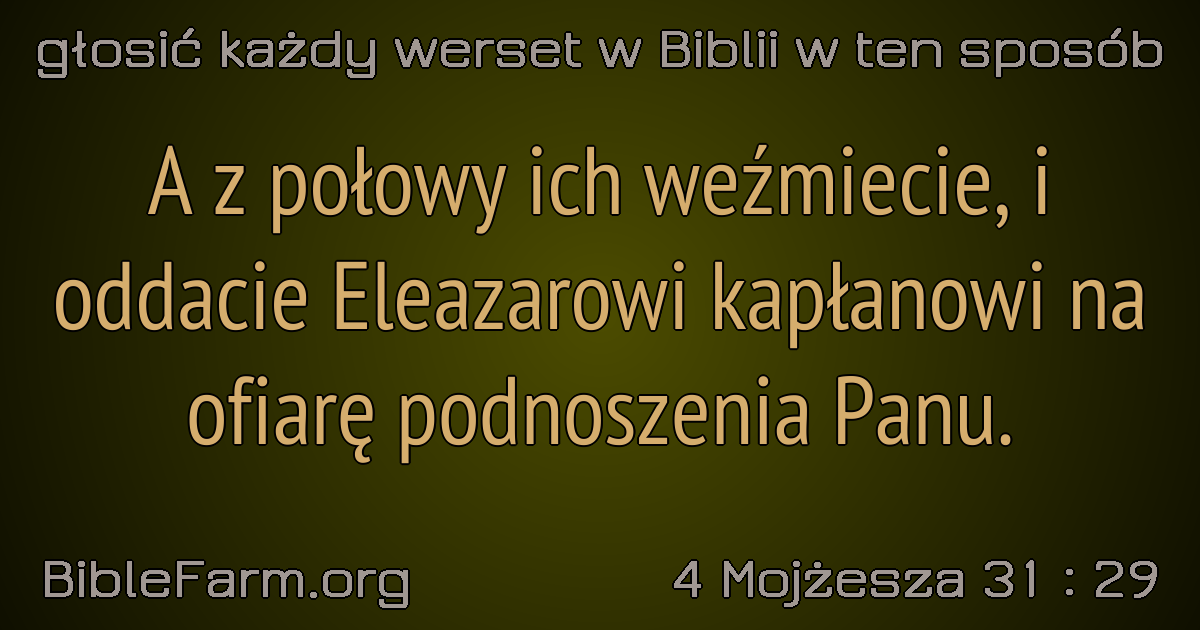 głosić każdy werset w Biblii w ten sposób
A z połowy ich weźmiecie, i
oddacie Eleazarowi kapłanowi na
ofiarę podnoszenia Panu.
BibleFarm.org
4 Mojżesza 31 : 29